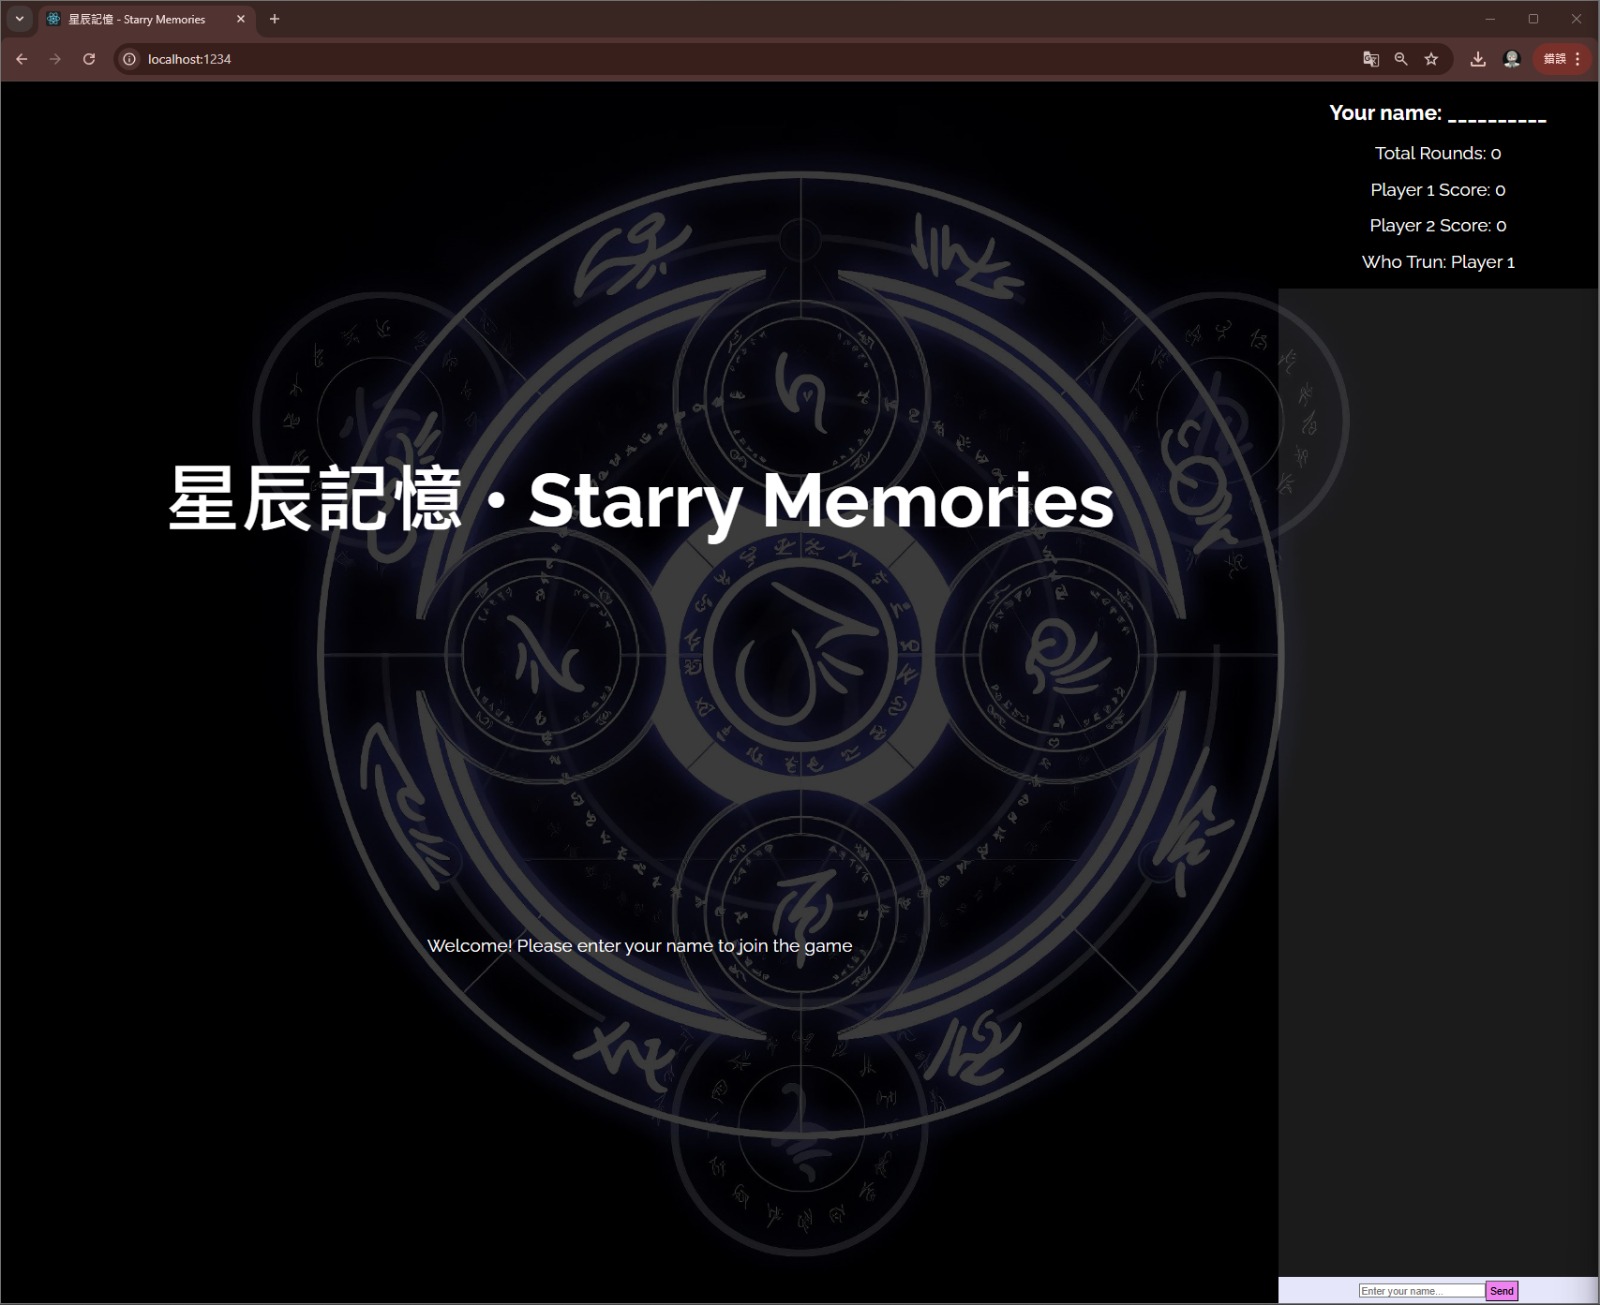 星辰記憶 - Starry Memories
localhost:1234
錯誤
Your name: __________
Total Rounds: 0
Player 1 Score: 0
Player 2 Score: 0
Who Trun: Player 1
星辰記憶・Starry Memories
Welcome! Please enter your name to join the game
Enter your name...
Send